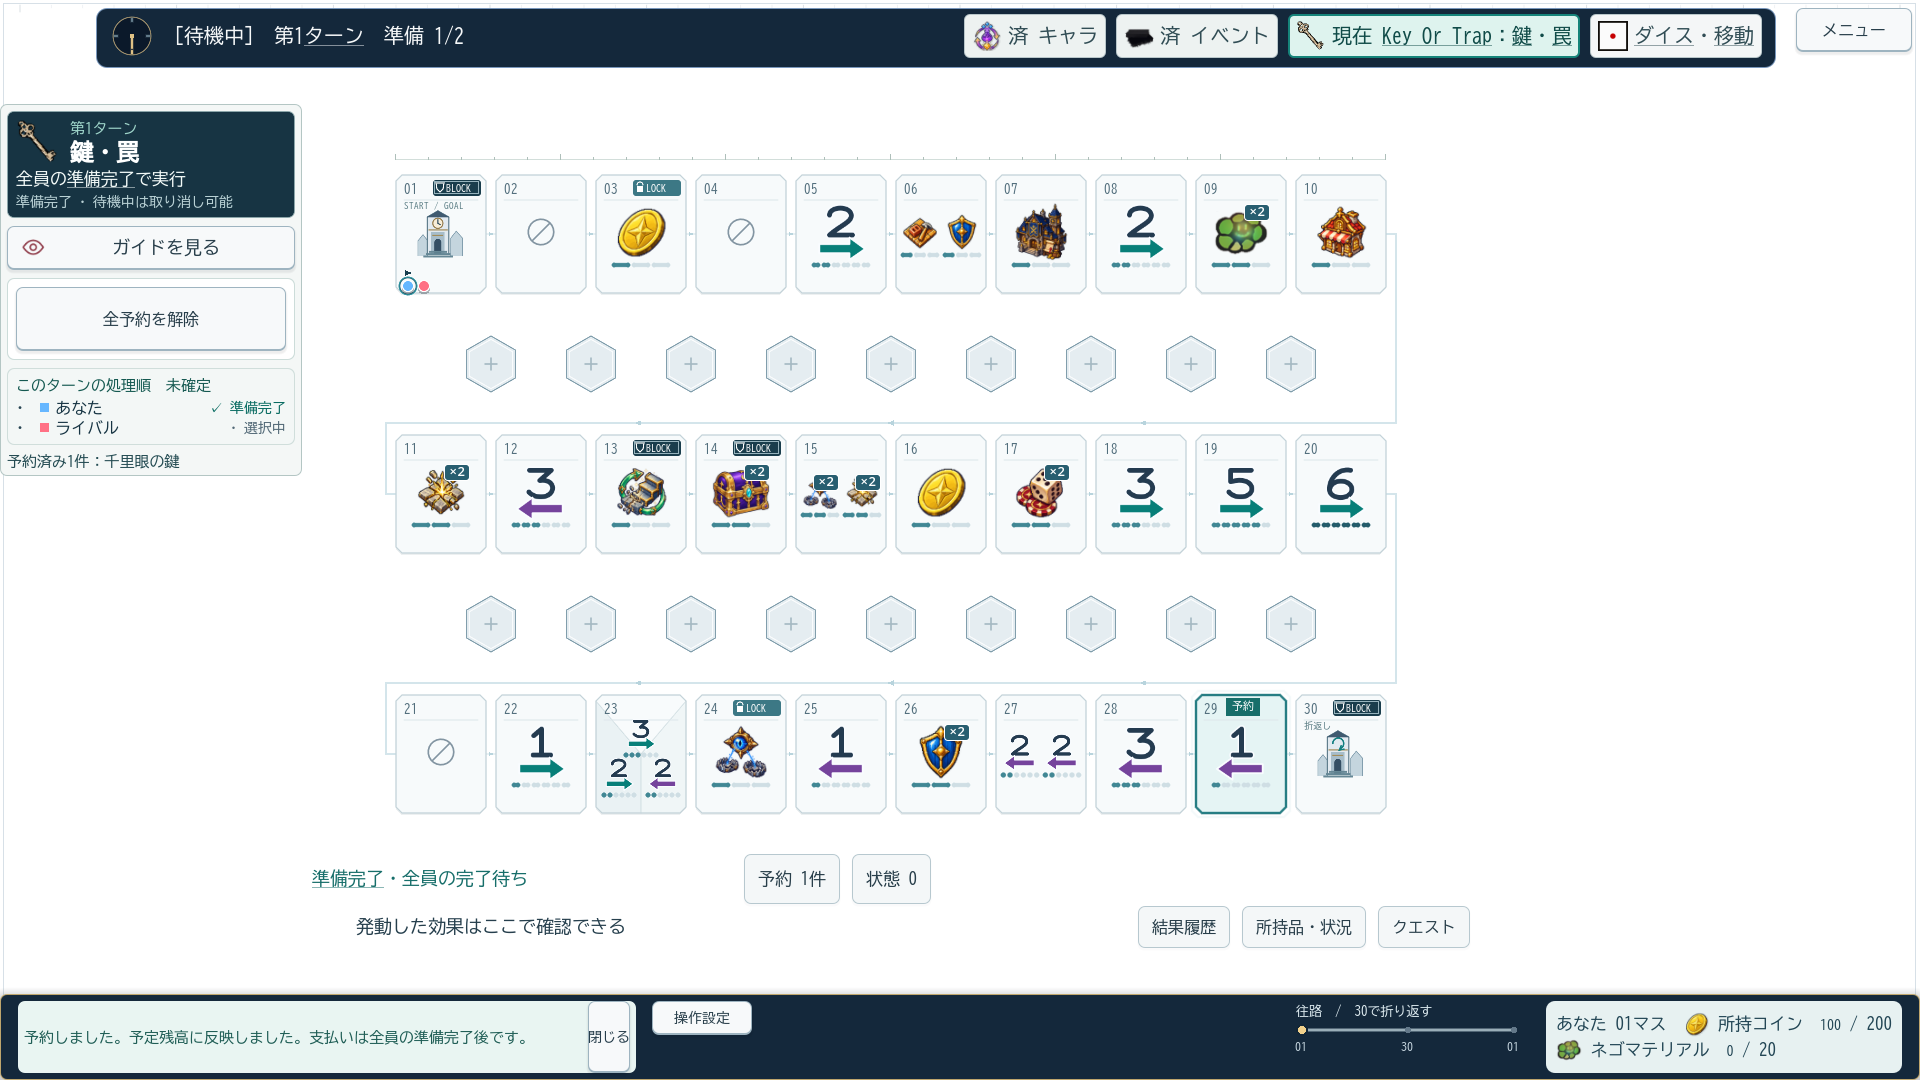 [待機中] 第1ターン 準備 1/2
済 キャラ
済 イベント
現在 Key Or Trap:鍵・罠
ダイス・移動
メニュー
第1ターン
鍵・罠
全員の準備完了で実行
準備完了 ・ 待機中は取り消し可能
ガイドを見る
全予約を解除
このターンの処理順 未確定
・ あなた ✓ 準備完了
・ ライバル ・ 選択中
予約済み1件:千里眼の鍵
01 BLOCK
START / GOAL
02
03 LOCK
04
05
2
06
07
08
2
09
×2
10
11
×2
12
3
13 BLOCK
14 BLOCK
×2
15
×2 ×2
16
17
×2
18
3
19
5
20
6
21
22
1
23
3
2 2
24 LOCK
25
1
26
×2
27
2 2
28
3
29 予約
1
30 BLOCK
折返し
準備完了・全員の完了待ち
予約 1件
状態 0
発動した効果はここで確認できる
結果履歴
所持品・状況
クエスト
予約しました。予定残高に反映しました。支払いは全員の準備完了後です。
閉じる
操作設定
往路 / 30で折り返す
01 30 01
あなた 01マス 所持コイン 100 / 200
ネゴマテリアル 0 / 20